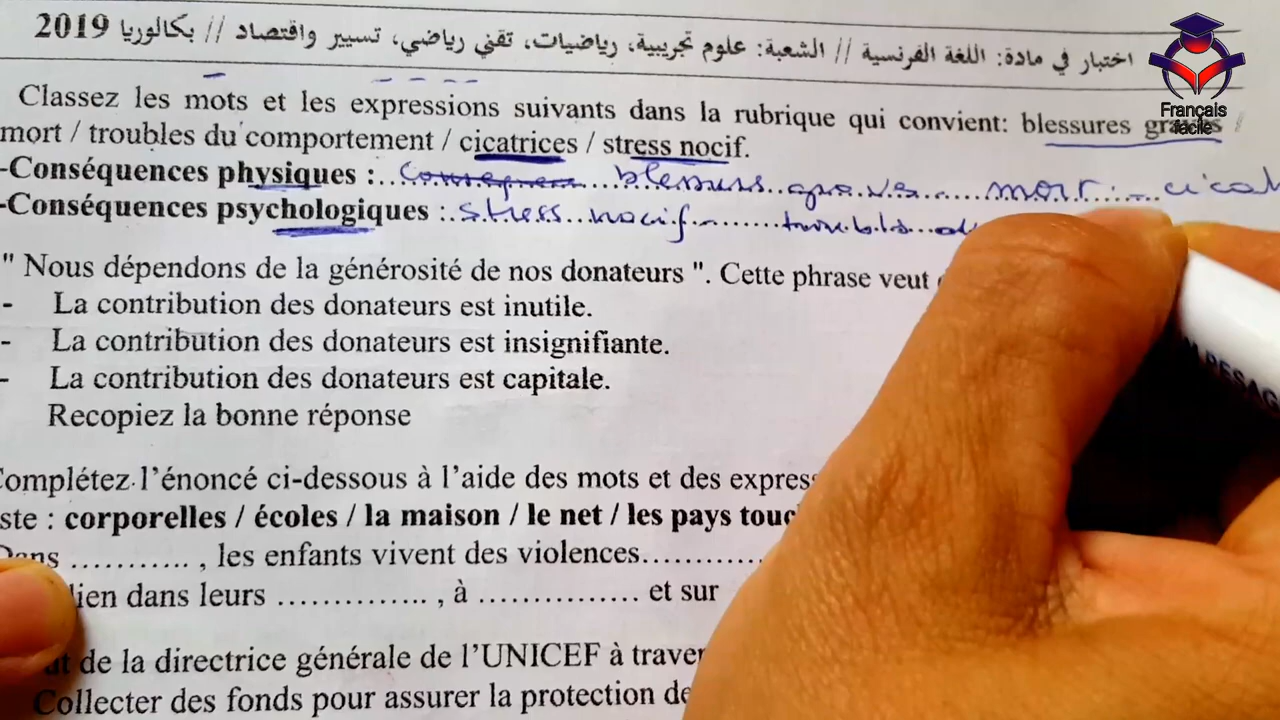 اختبار في مادة: اللغة الفرنسية // الشعبة: علوم تجريبية، رياضيات، تقني رياضي، تسيير واقتصاد // بكالوريا 2019
Français
facile
Classez les mots et les expressions suivants dans la rubrique qui convient: blessures graves /
mort / troubles du comportement / cicatrices / stress nocif.
-Conséquences physiques : blessures graves mort
-Conséquences psychologiques : stress nocif
" Nous dépendons de la générosité de nos donateurs ". Cette phrase veut
- La contribution des donateurs est inutile.
- La contribution des donateurs est insignifiante.
- La contribution des donateurs est capitale.
Recopiez la bonne réponse
Complétez l'énoncé ci-dessous à l'aide des mots et des
: corporelles / écoles / la maison / le net / les pays
Dans ........... , les enfants vivent des violences............
dans leurs .............. , à ............... et sur
de la directrice générale de l'UNICEF à
Collecter des fonds pour assurer la protection